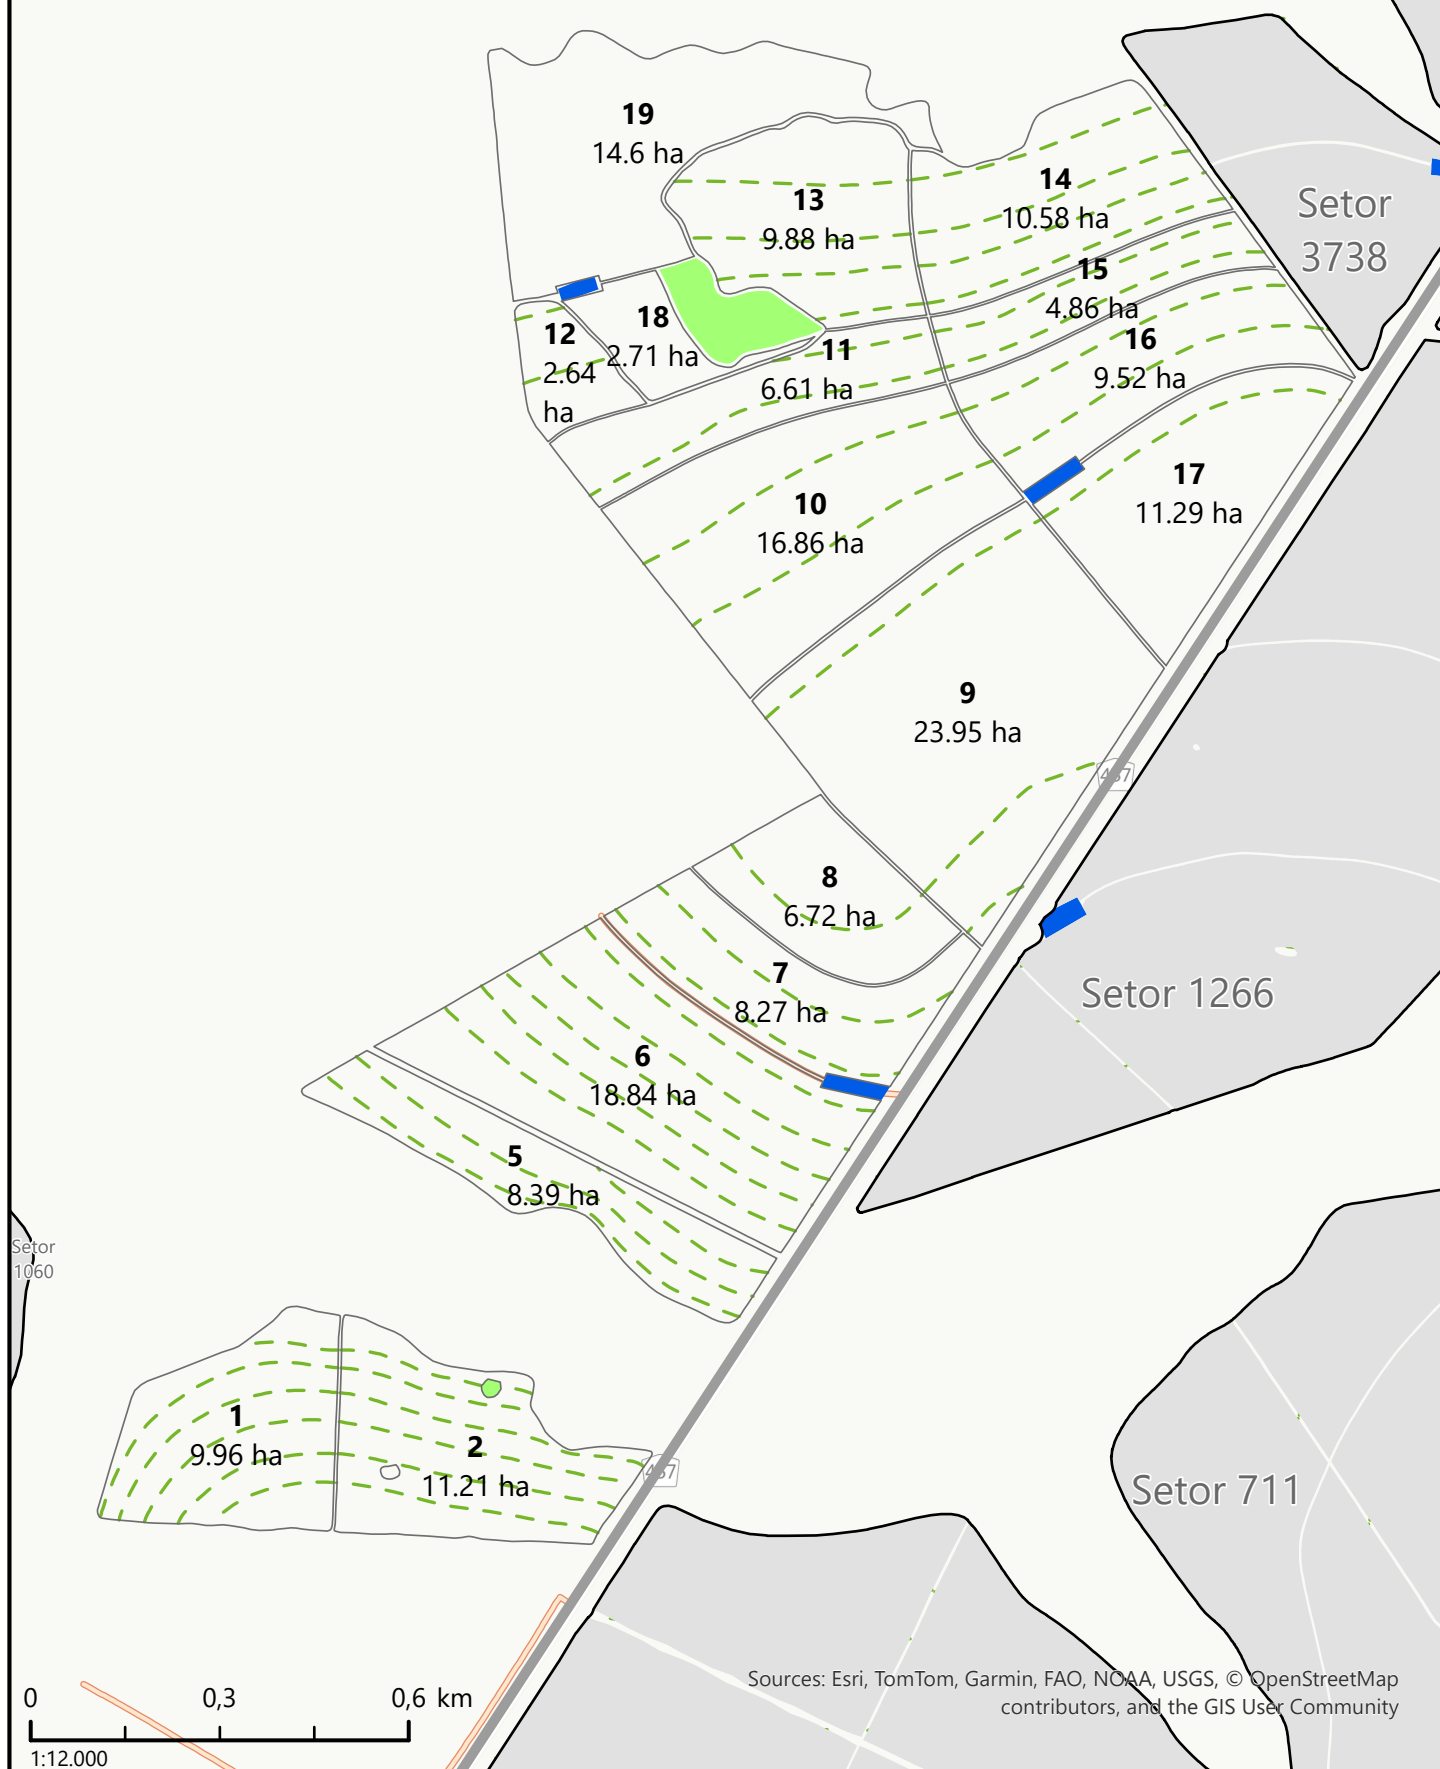 19
14.6 ha
13
9.88 ha
14
10.58 ha
Setor
3738
15
4.86 ha
12
2.64
ha
18
2.71 ha
11
6.61 ha
16
9.52 ha
10
16.86 ha
17
11.29 ha
9
23.95 ha
457
8
6.72 ha
7
8.27 ha
Setor 1266
6
18.84 ha
5
8.39 ha
Setor
1060
1
9.96 ha
2
11.21 ha
457
Setor 711
0 0,3 0,6 km
1:12.000
Sources: Esri, TomTom, Garmin, FAO, NOAA, USGS, © OpenStreetMap
contributors, and the GIS User Community